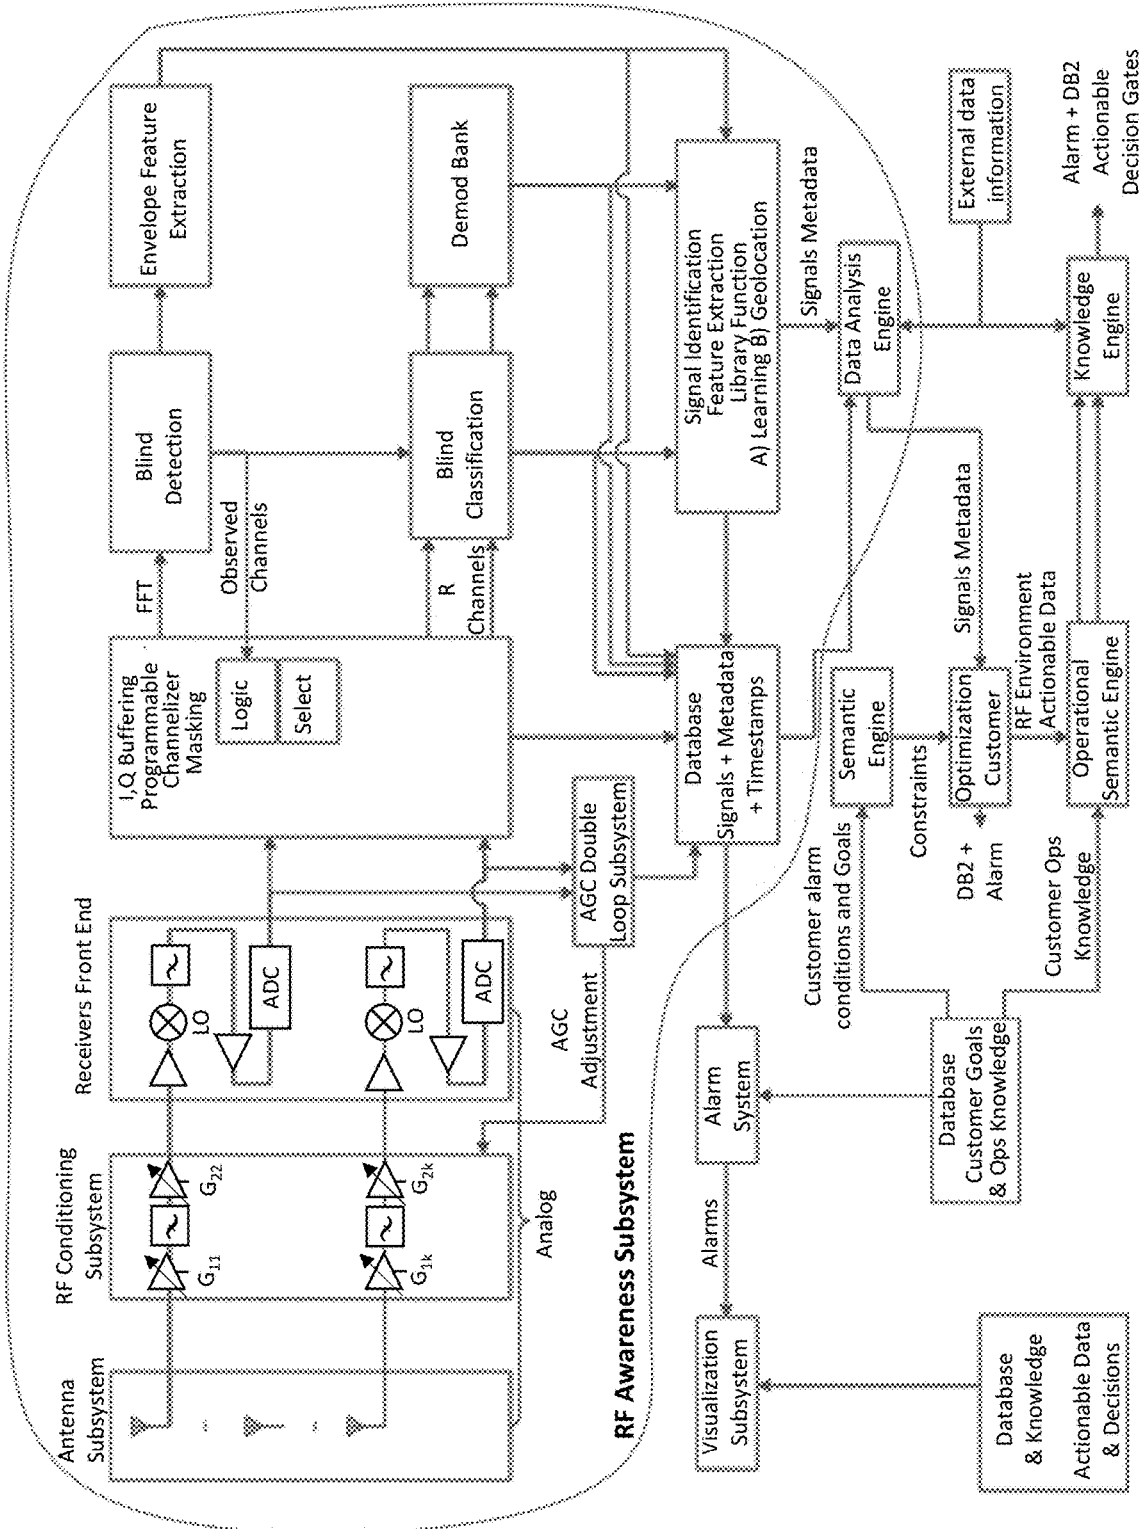 Antenna
Subsystem
RF Conditioning
Subsystem
G11
G22
G1k
G2k
Receivers Front End
LO
ADC
LO
ADC
Analog
AGC
Adjustment
AGC Double
Loop Subsystem
I,Q Buffering
Programmable
Channelizer
Masking
Logic
Select
FFT
Observed
Channels
R
Channels
Blind
Detection
Envelope Feature
Extraction
Blind
Classification
Demod Bank
RF Awareness Subsystem
Database
Signals + Metadata
+ Timestamps
Signal Identification
Feature Extraction
Library Function
A) Learning B) Geolocation
Signals Metadata
Data Analysis
Engine
Visualization
Subsystem
Alarms
Alarm
System
Customer alarm
conditions and Goals
Semantic
Engine
Constraints
Optimization
Customer
DB2 +
Alarm
Signals Metadata
RF Environment
Actionable Data
Operational
Semantic Engine
Customer Ops
Knowledge
Database
Customer Goals
& Ops Knowledge
Database
& Knowledge
Actionable Data
& Decisions
External data
information
Knowledge
Engine
Alarm + DB2
Actionable
Decision Gates